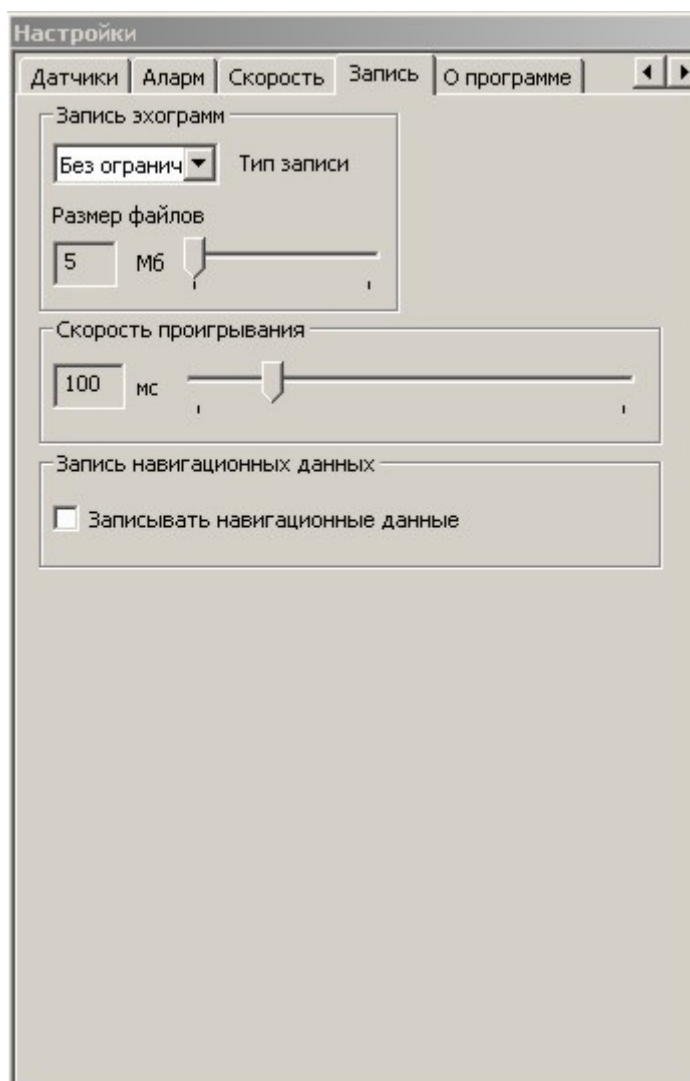 Настройки
Датчики Аларм Скорость Запись О программе
Запись эхограмм
Без огранич Тип записи
Размер файлов
5 Мб
Скорость проигрывания
100 мс
Запись навигационных данных
Записывать навигационные данные